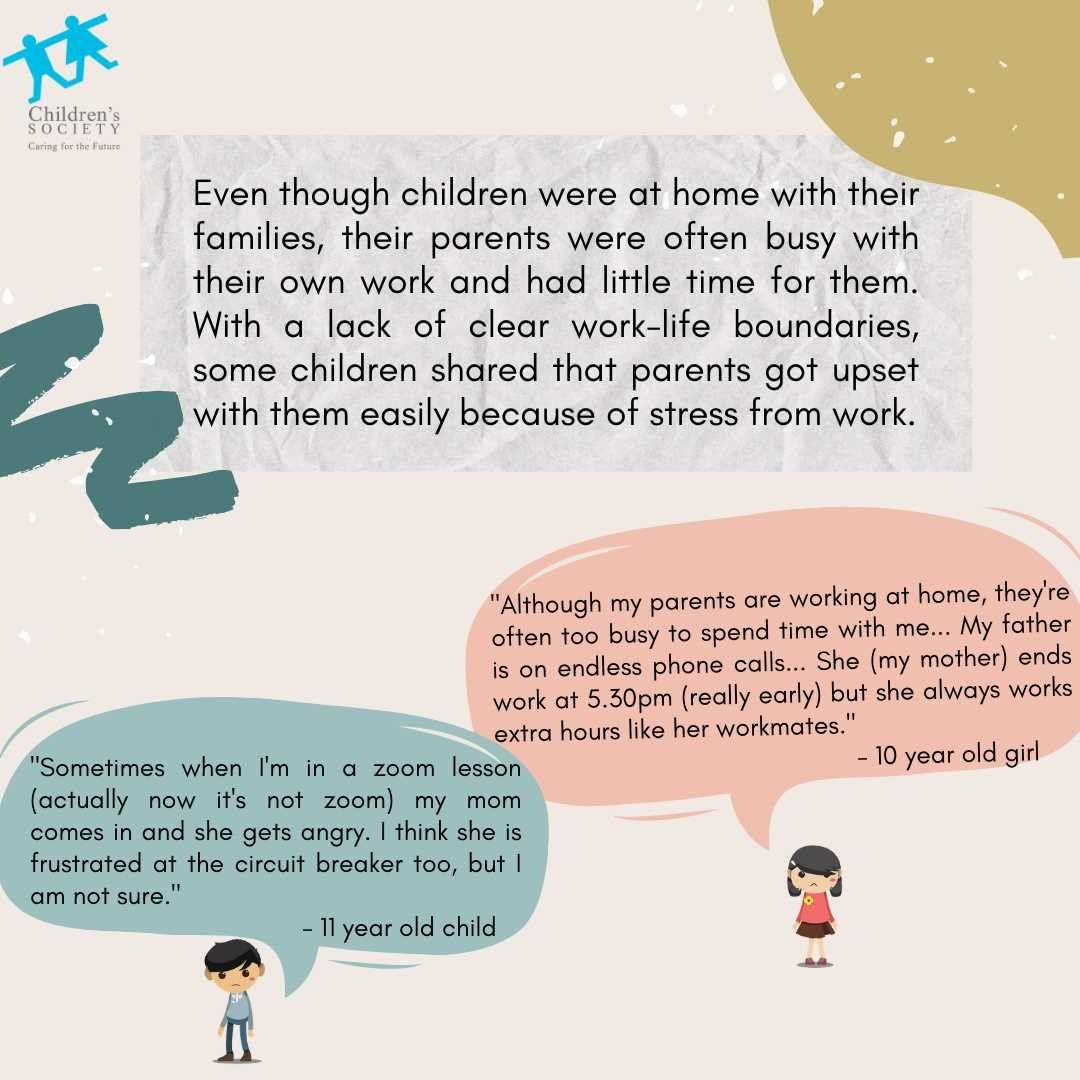 Children's
SOCIETY
Caring for the Future
Even though children were at home with their
families, their parents were often busy with
their own work and had little time for them.
With a lack of clear work-life boundaries,
some children shared that parents got upset
with them easily because of stress from work.
"Although my parents are working at home, they're
often too busy to spend time with me... My father
is on endless phone calls... She (my mother) ends
work at 5.30pm (really early) but she always works
extra hours like her workmates."
- 10 year old girl
"Sometimes when I'm in a zoom lesson
(actually now it's not zoom) my mom
comes in and she gets angry. I think she is
frustrated at the circuit breaker too, but I
am not sure."
- 11 year old child